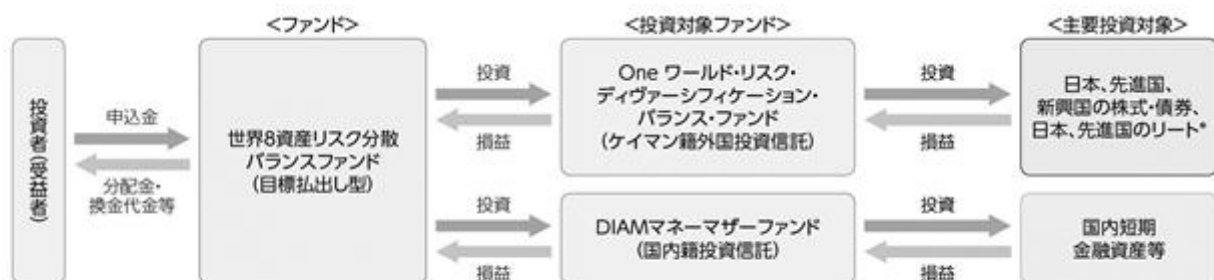 <ファンド>
<投資対象ファンド>
<主要投資対象>
投資者(受益者)
申込金
分配金・
換金代金等
世界8資産リスク分散
バランスファンド
(目標払出し型)
投資
損益
One ワールド・リスク・
ディヴァーシフィケーション・
バランス・ファンド
(ケイマン籍外国投資信託)
投資
損益
日本、先進国、
新興国の株式・債券、
日本、先進国のリート*
投資
損益
DIAMマネーマザーファンド
(国内籍投資信託)
投資
損益
国内短期
金融資産等